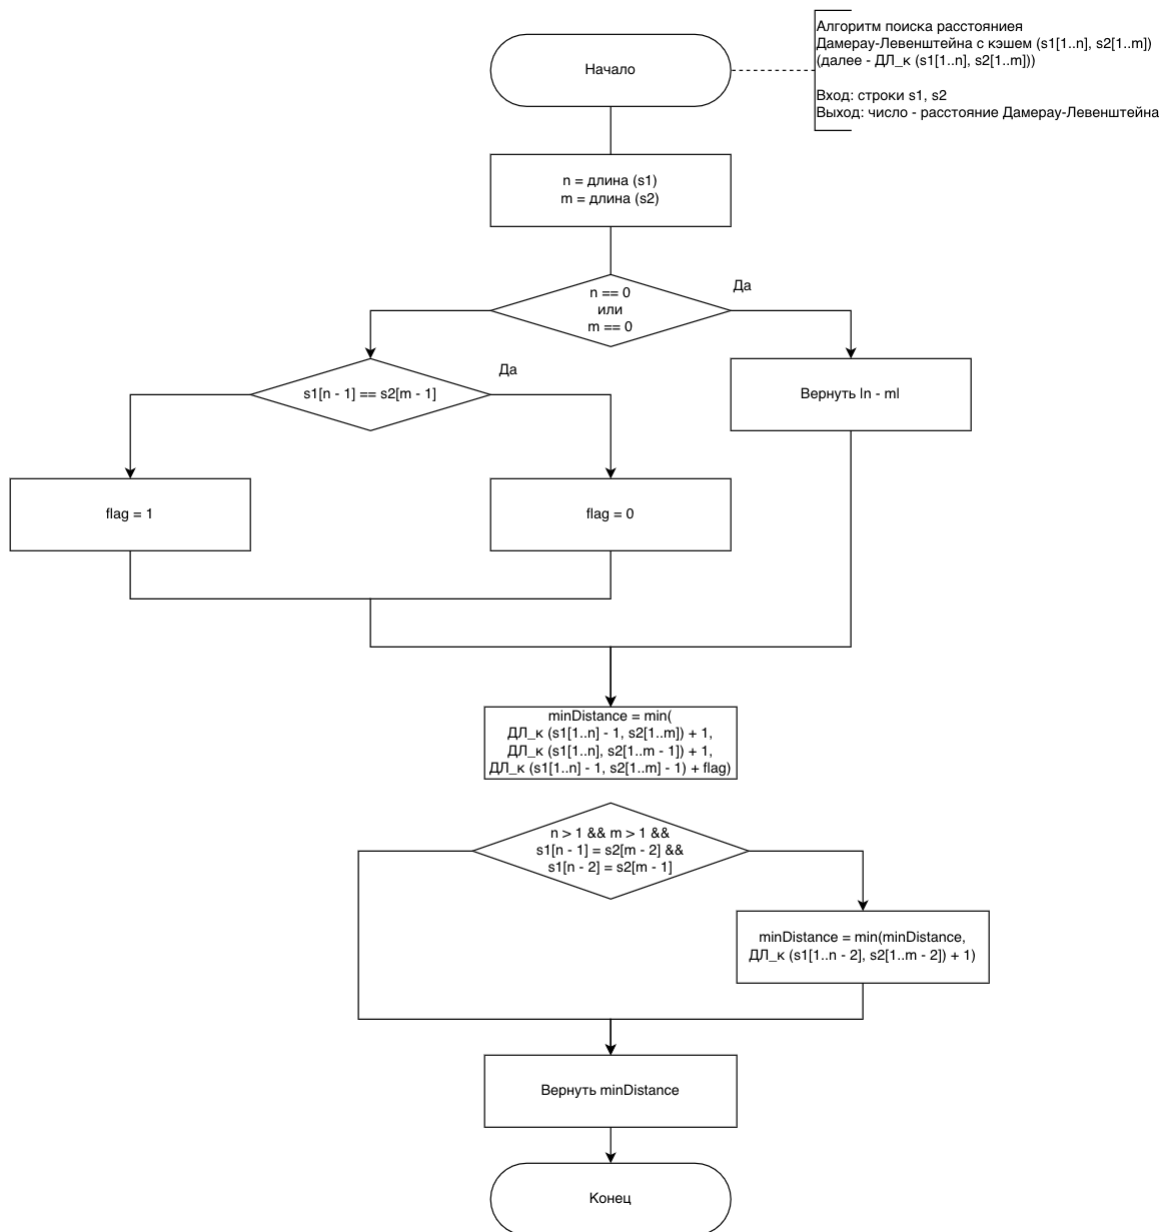 Начало
Алгоритм поиска расстояниея
Дамерау-Левенштейна с кэшем (s1[1..n], s2[1..m])
(далее - ДЛ_к (s1[1..n], s2[1..m]))
Вход: строки s1, s2
Выход: число - расстояние Дамерау-Левенштейна
n = длина (s1)
m = длина (s2)
n == 0
или
m == 0
Да
s1[n - 1] == s2[m - 1]
Да
Вернуть |n - m|
flag = 1
flag = 0
minDistance = min(
ДЛ_к (s1[1..n] - 1, s2[1..m]) + 1,
ДЛ_к (s1[1..n], s2[1..m - 1]) + 1,
ДЛ_к (s1[1..n] - 1, s2[1..m] - 1) + flag)
n > 1 && m > 1 &&
s1[n - 1] = s2[m - 2] &&
s1[n - 2] = s2[m - 1]
minDistance = min(minDistance,
ДЛ_к (s1[1..n - 2], s2[1..m - 2]) + 1)
Вернуть minDistance
Конец